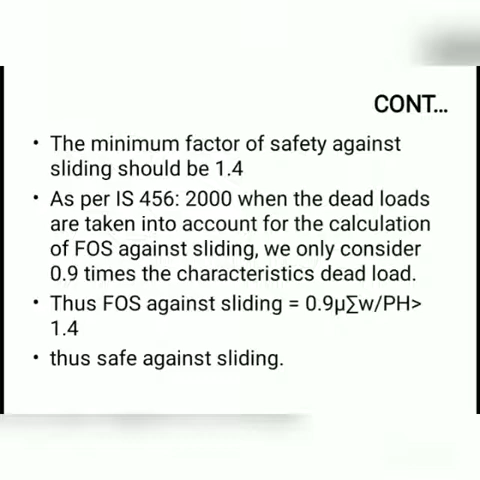 CONT...
• The minimum factor of safety against
sliding should be 1.4
• As per IS 456: 2000 when the dead loads
are taken into account for the calculation
of FOS against sliding, we only consider
0.9 times the characteristics dead load.
• Thus FOS against sliding = 0.9μ∑w/PH>
1.4
• thus safe against sliding.